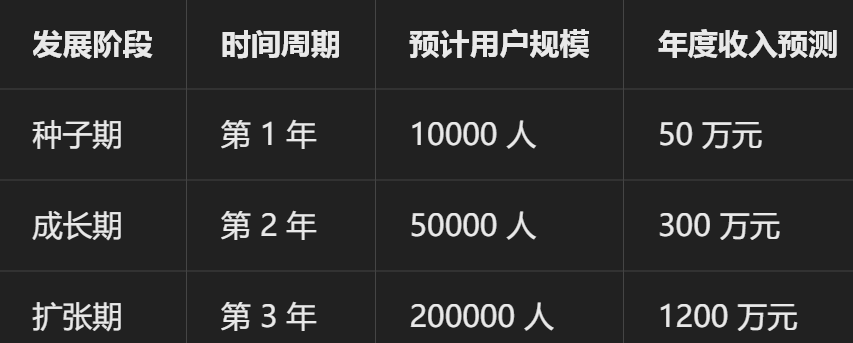 发展阶段 时间周期 预计用户规模 年度收入预测
种子期 第 1 年 10000 人 50 万元
成长期 第 2 年 50000 人 300 万元
扩张期 第 3 年 200000 人 1200 万元